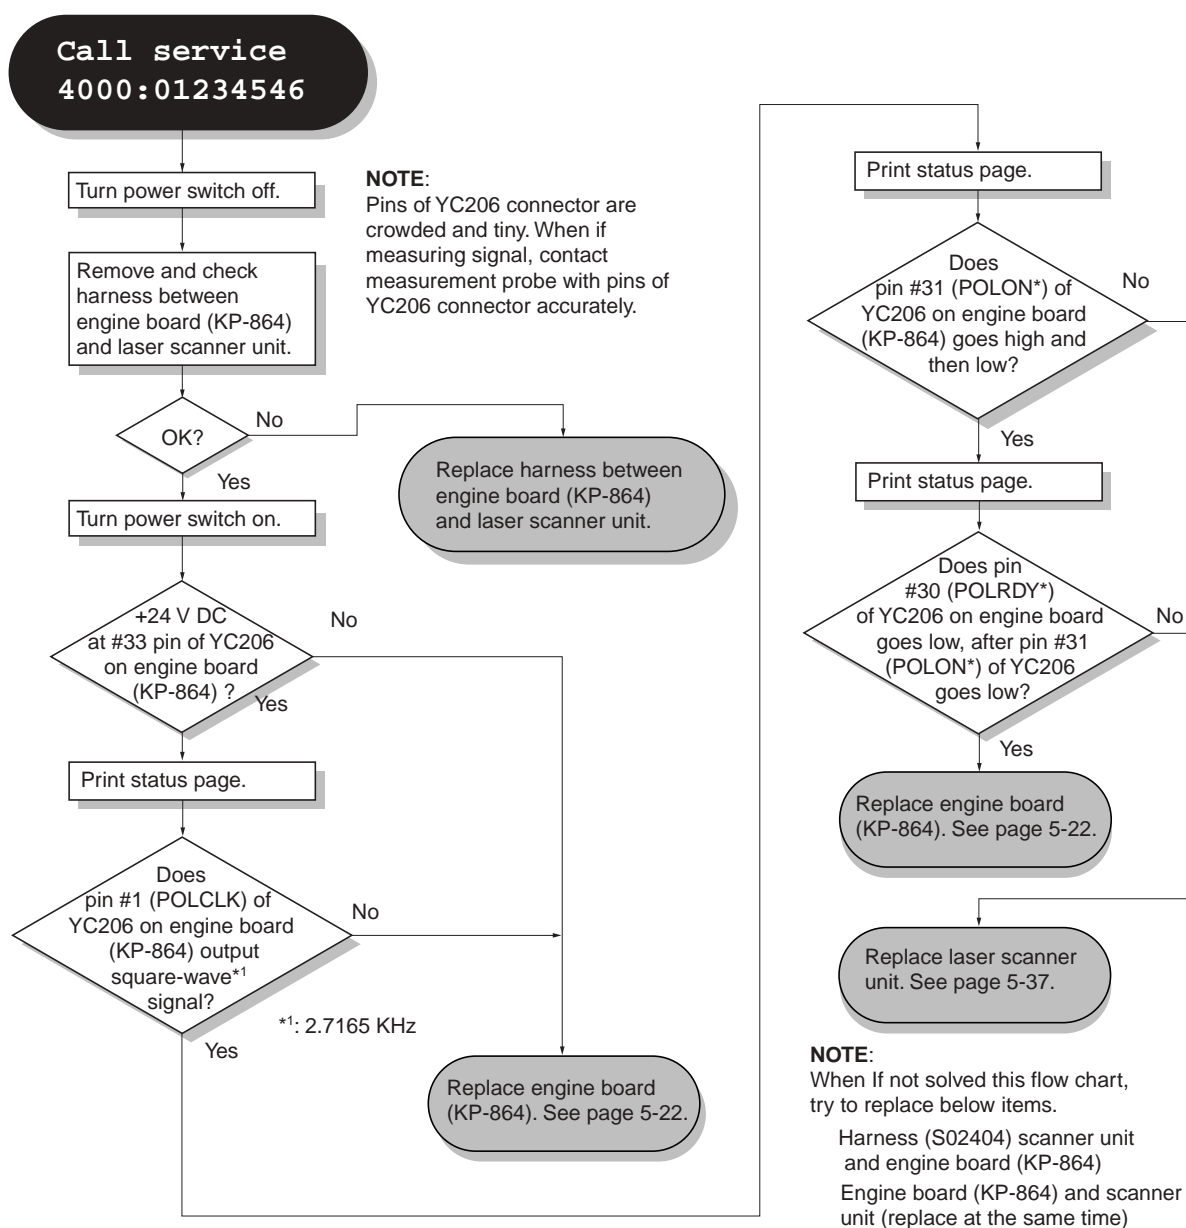 Call service
4000:01234546
Turn power switch off.
NOTE:
Pins of YC206 connector are
crowded and tiny. When if
measuring signal, contact
measurement probe with pins of
YC206 connector accurately.
Remove and check
harness between
engine board (KP-864)
and laser scanner unit.
OK?
No
Yes
Replace harness between
engine board (KP-864)
and laser scanner unit.
Turn power switch on.
+24 V DC
at #33 pin of YC206
on engine board
(KP-864) ?
No
Yes
Print status page.
Does
pin #1 (POLCLK) of
YC206 on engine board
(KP-864) output
square-wave*1
signal?
No
*1: 2.7165 KHz
Yes
Replace engine board
(KP-864). See page 5-22.
Print status page.
Does
pin #31 (POLON*) of
YC206 on engine board
(KP-864) goes high and
then low?
No
Yes
Print status page.
Does pin
#30 (POLRDY*)
of YC206 on engine board
goes low, after pin #31
(POLON*) of YC206
goes low?
No
Yes
Replace engine board
(KP-864). See page 5-22.
Replace laser scanner
unit. See page 5-37.
NOTE:
When If not solved this flow chart,
try to replace below items.
Harness (S02404) scanner unit
and engine board (KP-864)
Engine board (KP-864) and scanner
unit (replace at the same time)